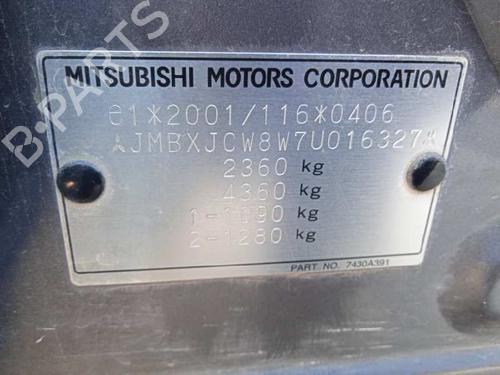 B-PARTS
MITSUBISHI MOTORS CORPORATION
e1*2001/116*0406
*JMBXJCW8W7U016327*
2360 kg
4360 kg
1-1190 kg
2-1280 kg
PART NO. 7430A391